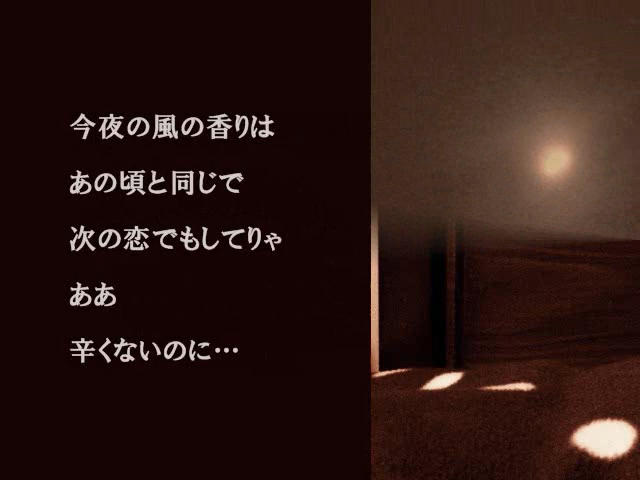 今夜の風の香りは
あの頃と同じで
次の恋でもしてりゃ
ああ
辛くないのに…